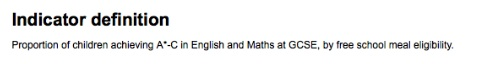 Indicator definition
Proportion of children achieving A*-C in English and Maths at GCSE, by free school meal eligibility.